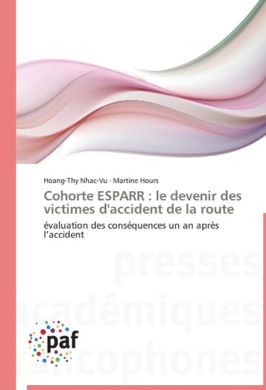 Hoang-Thy Nhac-Vu · Martine Hours
Cohorte ESPARR : le devenir des
victimes d'accident de la route
évaluation des conséquences un an après
l'accident
presses
académiques
francophones
paf